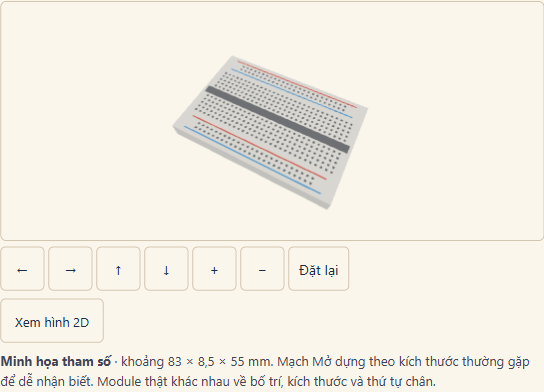 ←
→
↑
↓
+
−
Đặt lại
Xem hình 2D
Minh họa tham số · khoảng 83 × 8,5 × 55 mm. Mạch Mở dựng theo kích thước thường gặp
để dễ nhận biết. Module thật khác nhau về bố trí, kích thước và thứ tự chân.